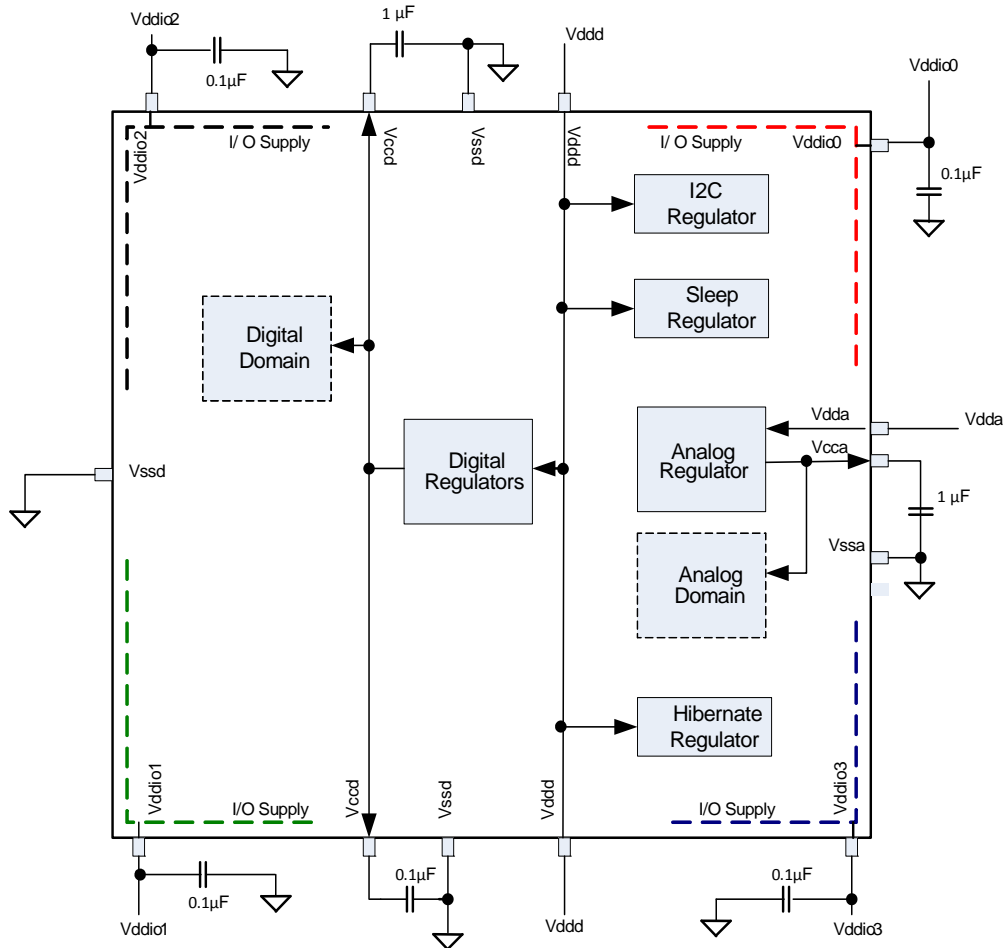 1 µF
Vddio2
Vddd
0.1µF
Vddio0
I/ O Supply
I/ O Supply
Vddio0
Vddio2
Vccd
Vssd
Vddd
0.1µF
I2C
Regulator
Sleep
Regulator
Digital
Domain
Vdda
Vdda
Analog
Regulator
Vcca
Digital
Regulators
Vssd
1 µF
Vssa
Analog
Domain
Hibernate
Regulator
Vddio1
Vccd
Vssd
Vddd
Vddio3
I/O Supply
I/O Supply
0.1µF
0.1µF
0.1µF
Vddio1
Vddd
Vddio3